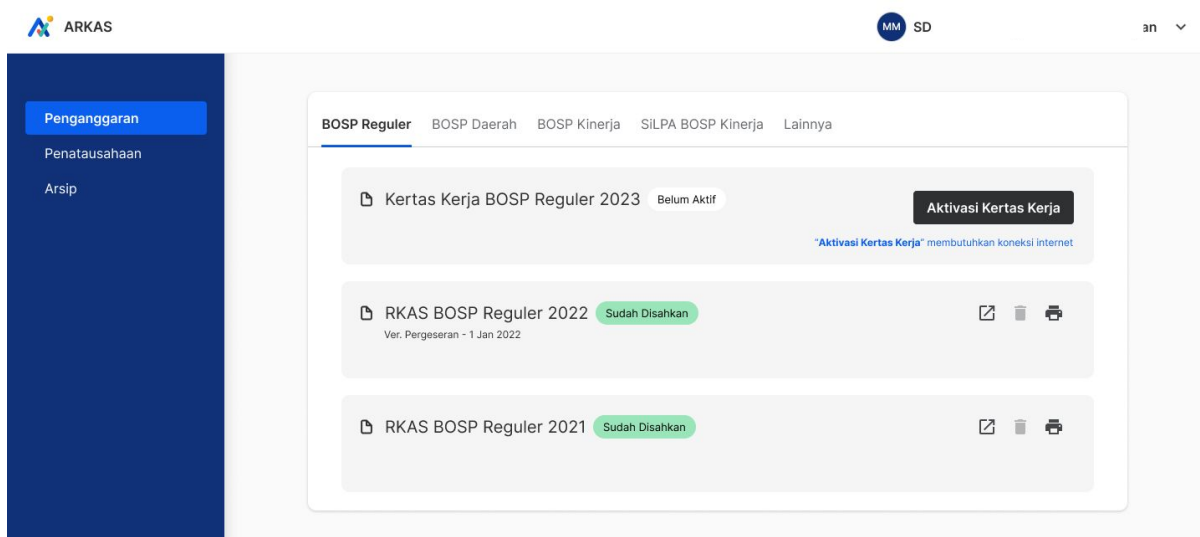 ARKAS
MM SD
Penganggaran
Penatausahaan
Arsip
BOSP Reguler BOSP Daerah BOSP Kinerja SiLPA BOSP Kinerja Lainnya
Kertas Kerja BOSP Reguler 2023 Belum Aktif
Aktivasi Kertas Kerja
"Aktivasi Kertas Kerja" membutuhkan koneksi internet
RKAS BOSP Reguler 2022 Sudah Disahkan
Ver. Pergeseran - 1 Jan 2022
RKAS BOSP Reguler 2021 Sudah Disahkan